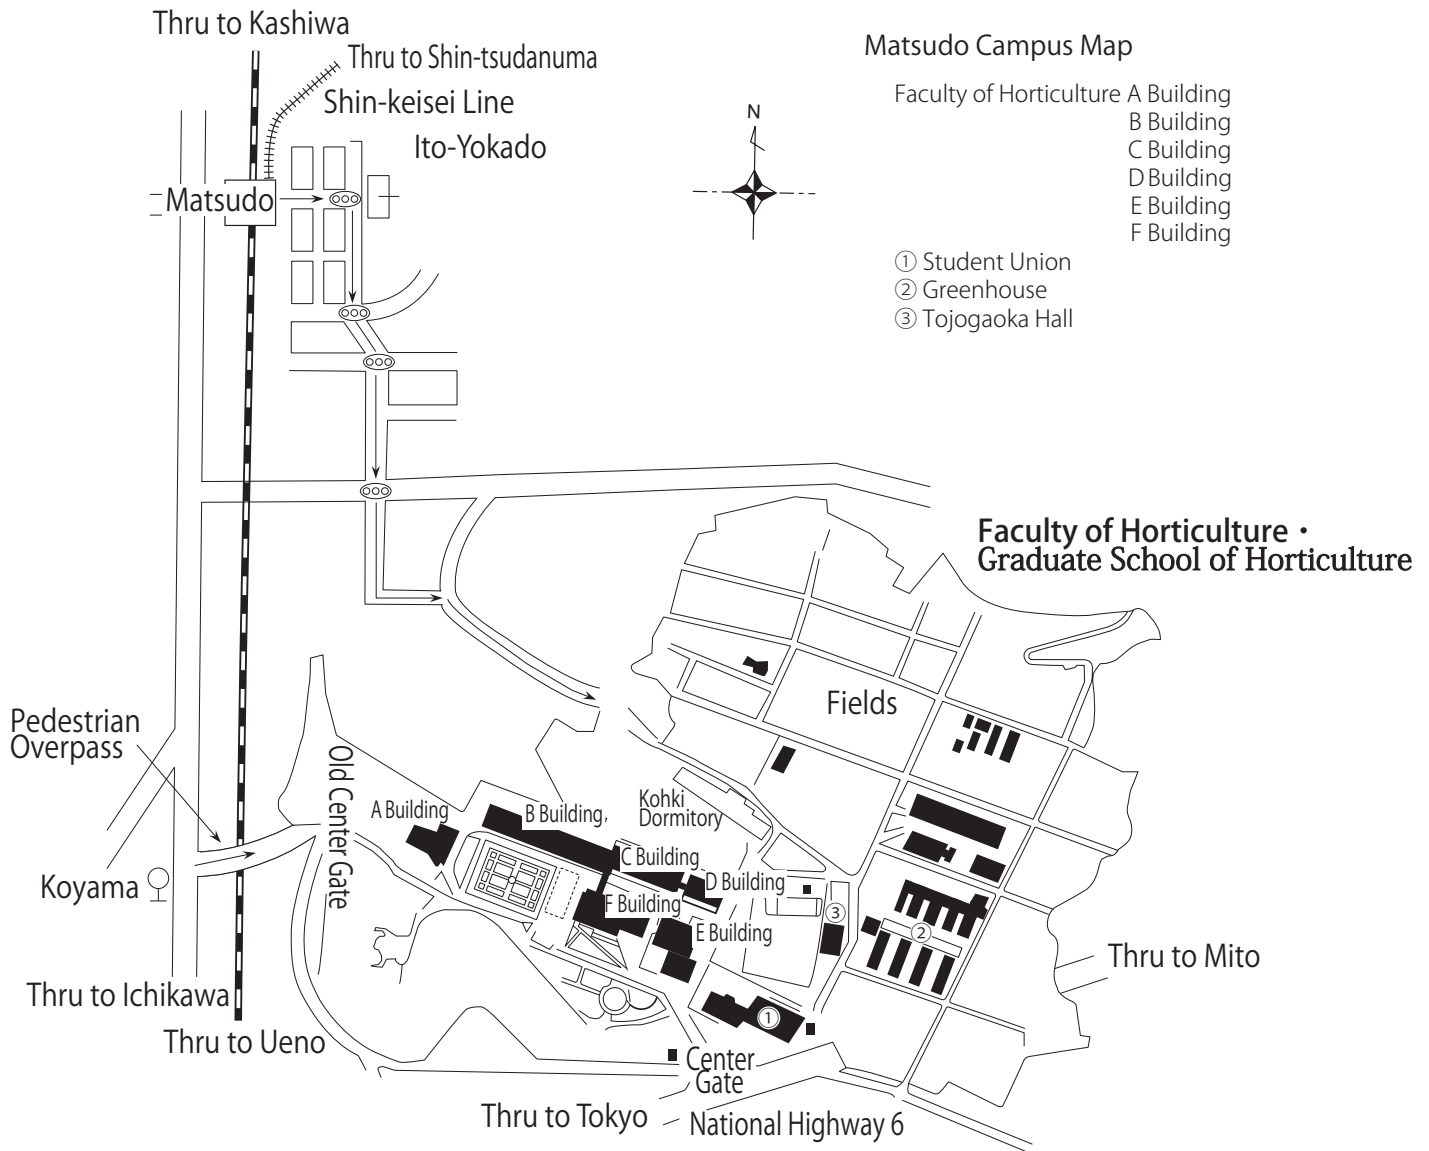 Thru to Kashiwa
Thru to Shin-tsudanuma
Shin-keisei Line
Ito-Yokado
Matsudo
Matsudo Campus Map
Faculty of Horticulture A Building
B Building
C Building
D Building
E Building
F Building
① Student Union
② Greenhouse
③ Tojogaoka Hall
N
Faculty of Horticulture・
Graduate School of Horticulture
Fields
Pedestrian
Overpass
Old Center Gate
A Building
B Building,
Kohki
Dormitory
C Building
D Building
F Building
E Building
③
②
①
Koyama
Thru to Mito
Thru to Ichikawa
Thru to Ueno
Center
Gate
Thru to Tokyo
National Highway 6